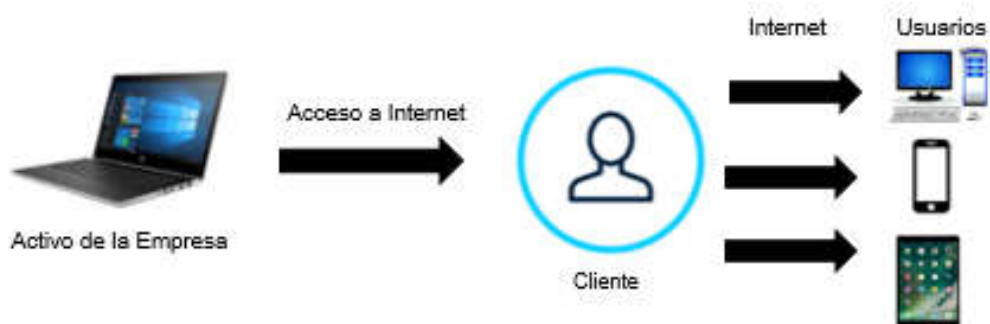 Internet
Usuarios
Acceso a Internet
Activo de la Empresa
Cliente